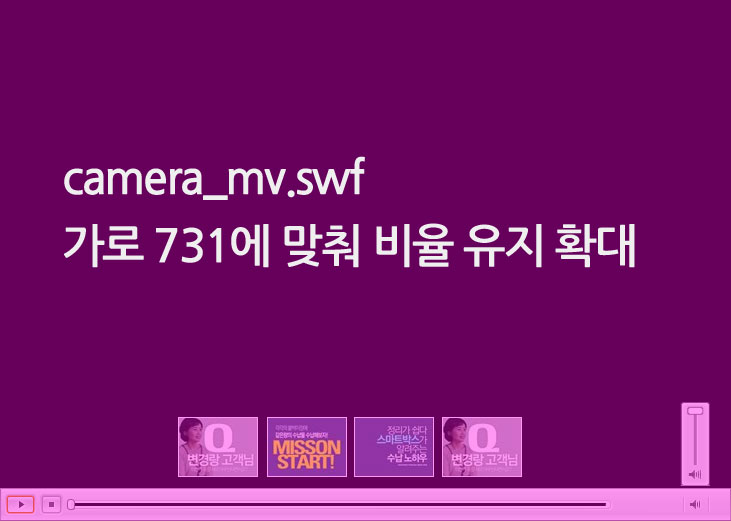 camera_mv.swf
가로 731에 맞춰 비율 유지 확대
Q
변경랑 고객님
MISSON
START!
정리가 쉽다
스마트박스가
알려주는
수납 노하우
Q
변경랑 고객님